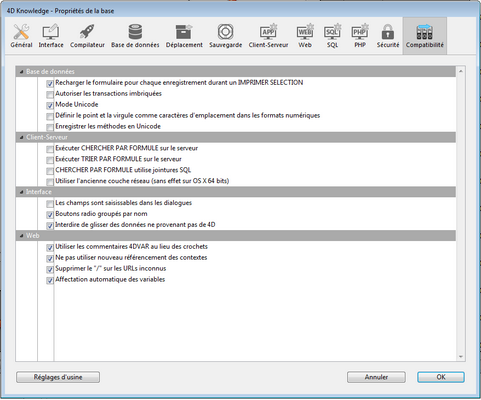 4D Knowledge - Propriétés de la base
Général Interface Compilateur Base de données Déplacement Sauvegarde Client-Serveur Web SQL PHP Sécurité Compatibilité
Base de données
Recharger le formulaire pour chaque enregistrement durant un IMPRIMER SELECTION
Autoriser les transactions imbriquées
Mode Unicode
Définir le point et la virgule comme caractères d'emplacement dans les formats numériques
Enregistrer les méthodes en Unicode
Client-Serveur
Exécuter CHERCHER PAR FORMULE sur le serveur
Exécuter TRIER PAR FORMULE sur le serveur
CHERCHER PAR FORMULE utilise jointures SQL
Utiliser l'ancienne couche réseau (sans effet sur OS X 64 bits)
Interface
Les champs sont saisissables dans les dialogues
Boutons radio groupés par nom
Interdire de glisser des données ne provenant pas de 4D
Web
Utiliser les commentaires 4DVAR au lieu des crochets
Ne pas utiliser nouveau référencement des contextes
Supprimer le "/" sur les URLs inconnus
Affectation automatique des variables
Réglages d'usine Annuler OK